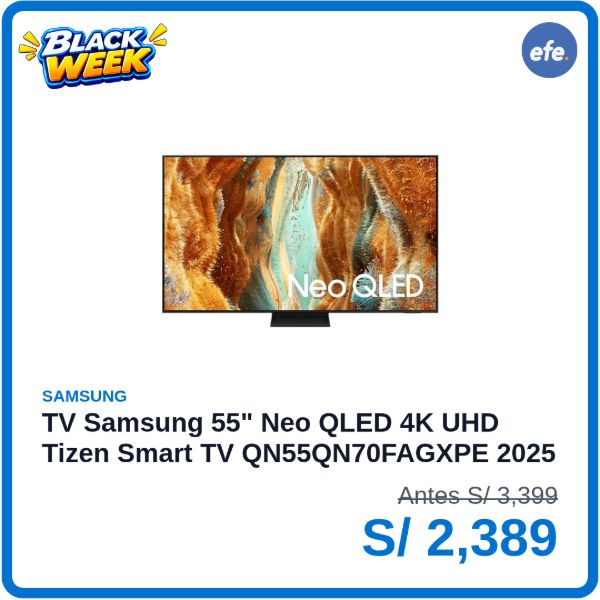 BLACK
WEEK
efe.
Neo QLED
SAMSUNG
TV Samsung 55" Neo QLED 4K UHD
Tizen Smart TV QN55QN70FAGXPE 2025
Antes S/ 3,399
S/ 2,389